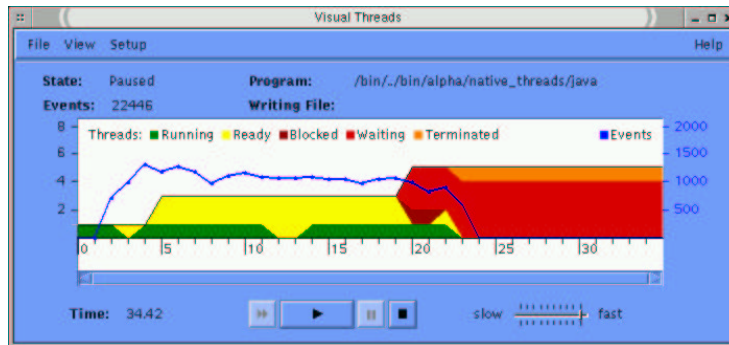 Visual Threads
File View Setup Help
State: Paused Program: /bin/../bin/alpha/native_threads/java
Events: 22446 Writing File:
8 Threads: Running Ready Blocked Waiting Terminated Events 2000
6 1500
4 1000
2 500
0 5 10 15 20 25 30
Time: 34.42 slow fast